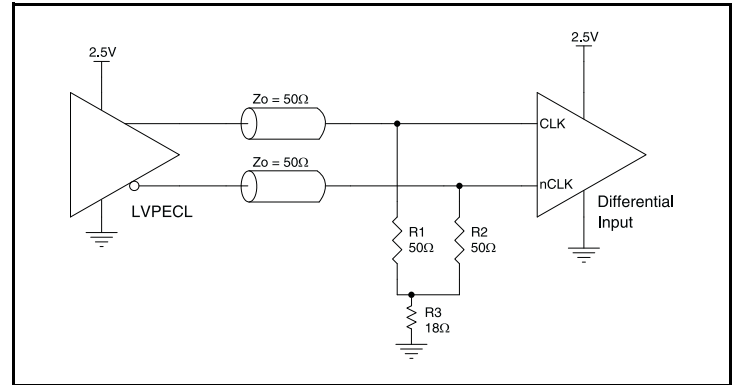 2.5V
2.5V
Zo = 50Ω
CLK
Zo = 50Ω
nCLK
LVPECL
Differential
Input
R1
50Ω
R2
50Ω
R3
18Ω